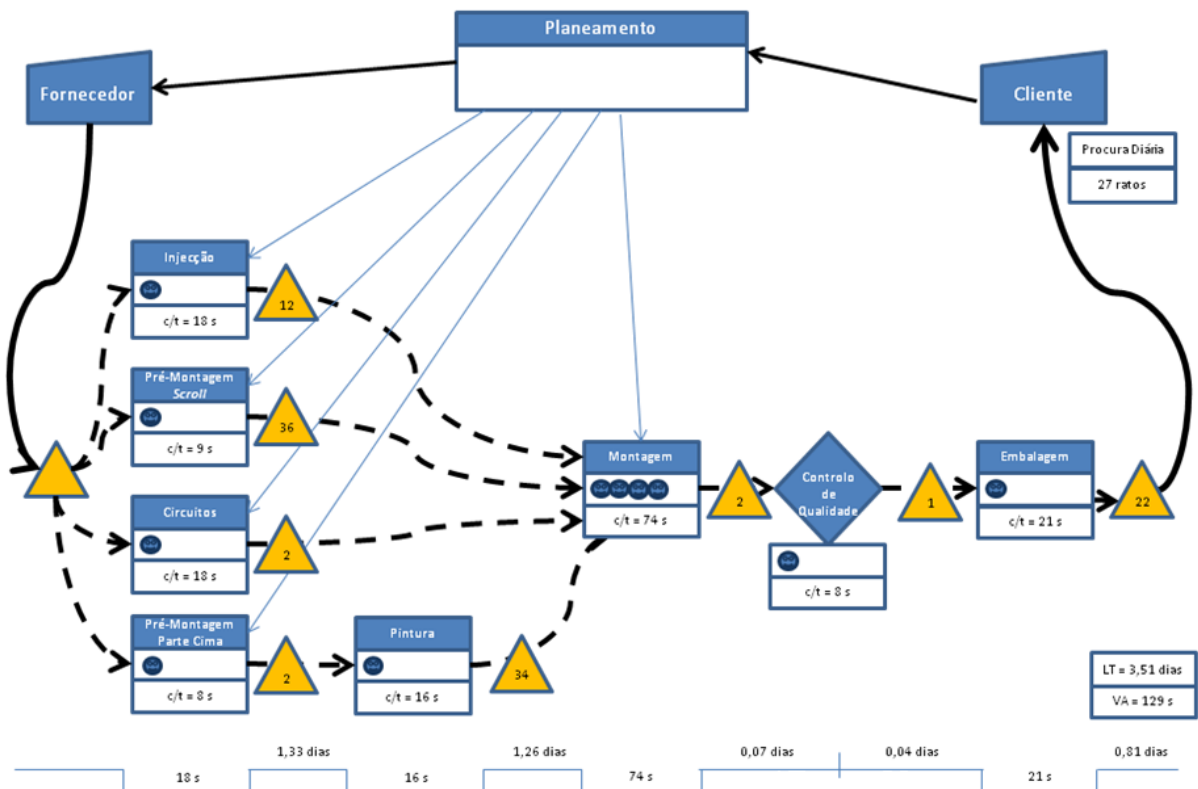 Planeamento
Fornecedor
Cliente
Procura Diária
27 ratos
Injecção
12
c/t = 18 s
Pré-Montagem
Scroll
36
c/t = 9 s
Circuitos
2
c/t = 18 s
Pré-Montagem
Parte Cima
2
c/t = 8 s
Pintura
34
c/t = 16 s
Montagem
c/t = 74 s
2
Controlo
de
Qualidade
c/t = 8 s
1
Embalagem
c/t = 21 s
22
LT = 3,51 dias
VA = 129 s
1,33 dias
1,26 dias
0,07 dias
0,04 dias
0,81 dias
18 s
16 s
74 s
21 s